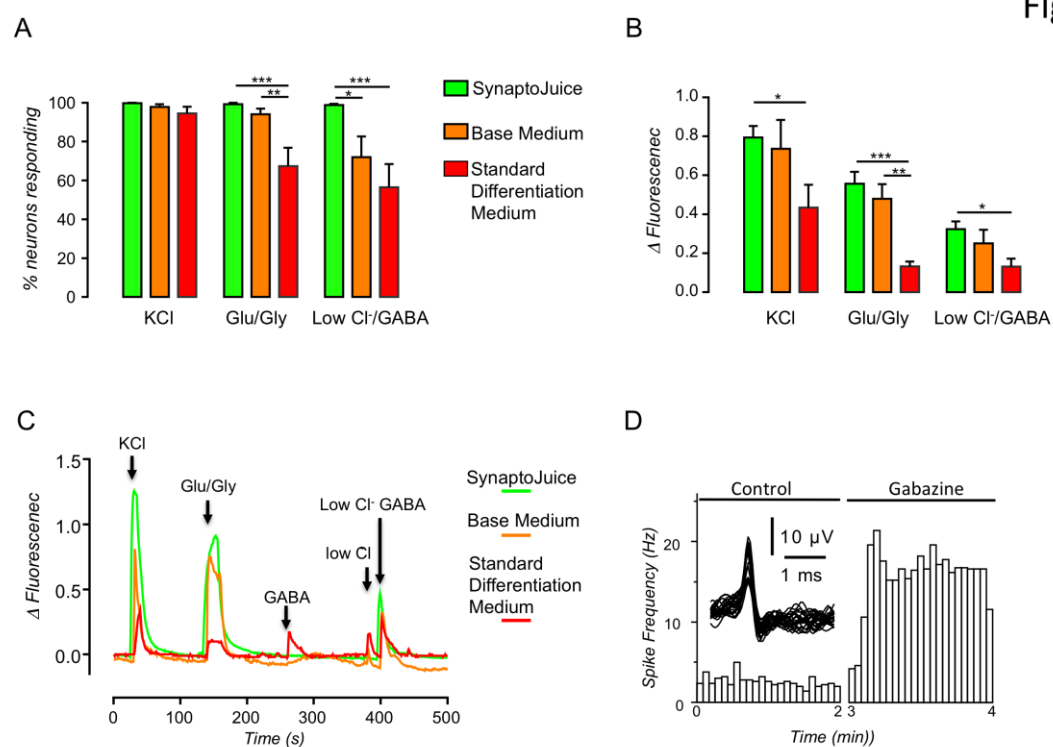 Fig
A
% neurons responding
100
80
60
40
20
0
***
**
***
*
KCl
Glu/Gly
Low Cl⁻/GABA
SynaptoJuice
Base Medium
Standard
Differentiation
Medium
B
Δ Fluorescenec
1.0
0.8
0.6
0.4
0.2
0.0
*
***
**
*
KCl
Glu/Gly
Low Cl⁻/GABA
C
Δ Fluorescenec
1.5
1.0
0.5
0.0
KCl
Glu/Gly
GABA
low Cl
Low Cl⁻ GABA
0 100 200 300 400 500
Time (s)
SynaptoJuice
Base Medium
Standard
Differentiation
Medium
D
Control
Gabazine
Spike Frequency (Hz)
20
10
0
10 µV
1 ms
0 2 3 4
Time (min))